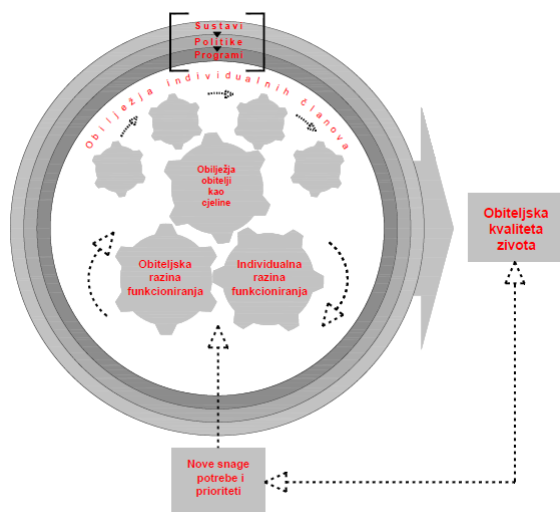 Sustavi
Politike
Programi
Obilježja individualnih članova
Obilježja
obitelji
kao
cjeline
Obiteljska
razina
funkcioniranja
Individualna
razina
funkcioniranja
Obiteljska
kvaliteta
zivota
Nove snage
potrebe i
prioriteti